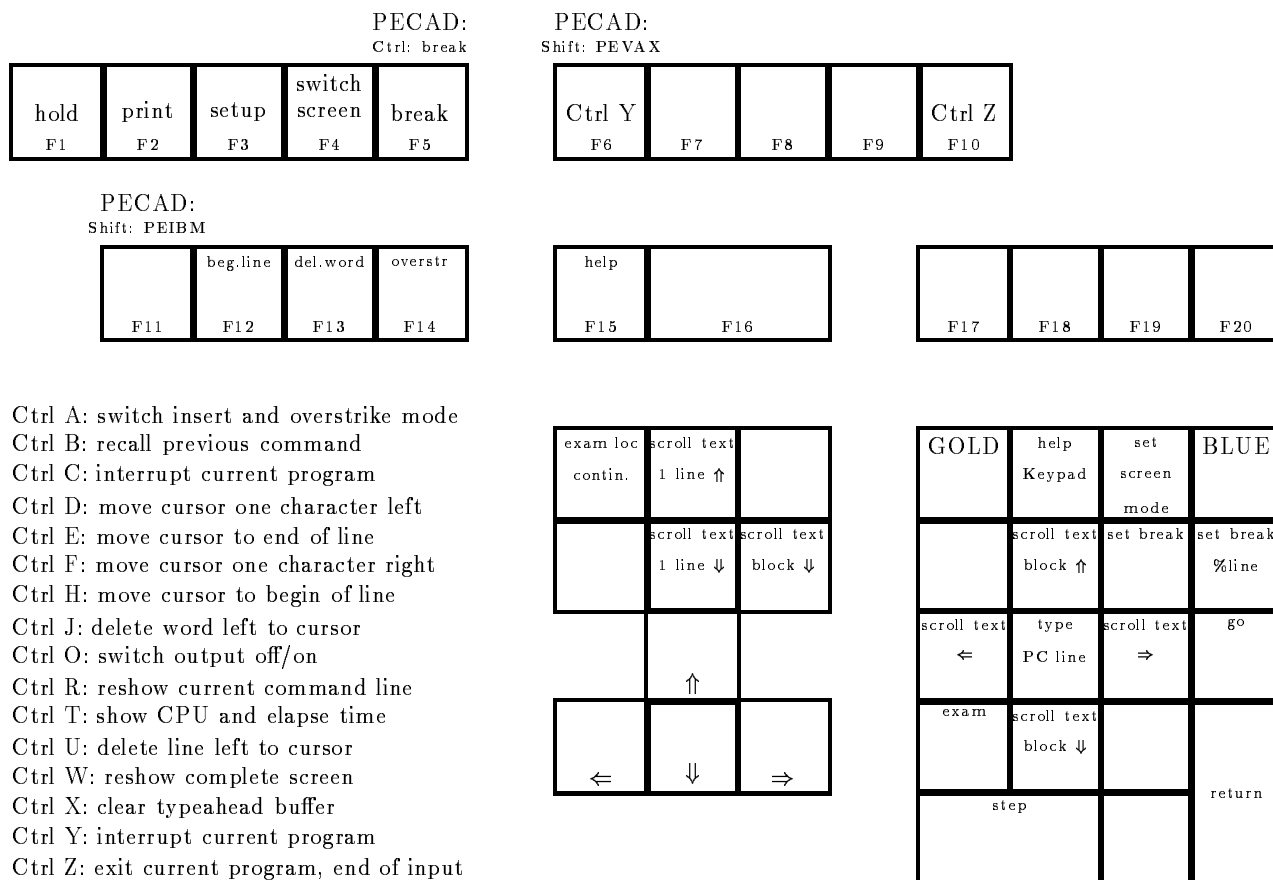 PECAD: PECAD:
Ctrl: break Shift: PEVAX
hold print setup switch screen break Ctrl Y Ctrl Z
F1 F2 F3 F4 F5 F6 F7 F8 F9 F10
PECAD:
Shift: PEIBM
beg.line del.word overstr help
F11 F12 F13 F14 F15 F16 F17 F18 F19 F20
Ctrl A: switch insert and overstrike mode
Ctrl B: recall previous command
Ctrl C: interrupt current program
Ctrl D: move cursor one character left
Ctrl E: move cursor to end of line
Ctrl F: move cursor one character right
Ctrl H: move cursor to begin of line
Ctrl J: delete word left to cursor
Ctrl O: switch output off/on
Ctrl R: reshow current command line
Ctrl T: show CPU and elapse time
Ctrl U: delete line left to cursor
Ctrl W: reshow complete screen
Ctrl X: clear typeahead buffer
Ctrl Y: interrupt current program
Ctrl Z: exit current program, end of input
exam loc scroll text
contin. 1 line ⇑
scroll text scroll text
1 line ⇓ block ⇓
⇑
⇐ ⇓ ⇒
GOLD help set BLUE
Keypad screen
mode
scroll text set break set break
block ⇑ %line
scroll text type scroll text go
⇐ PC line ⇒
exam scroll text
block ⇓
step return